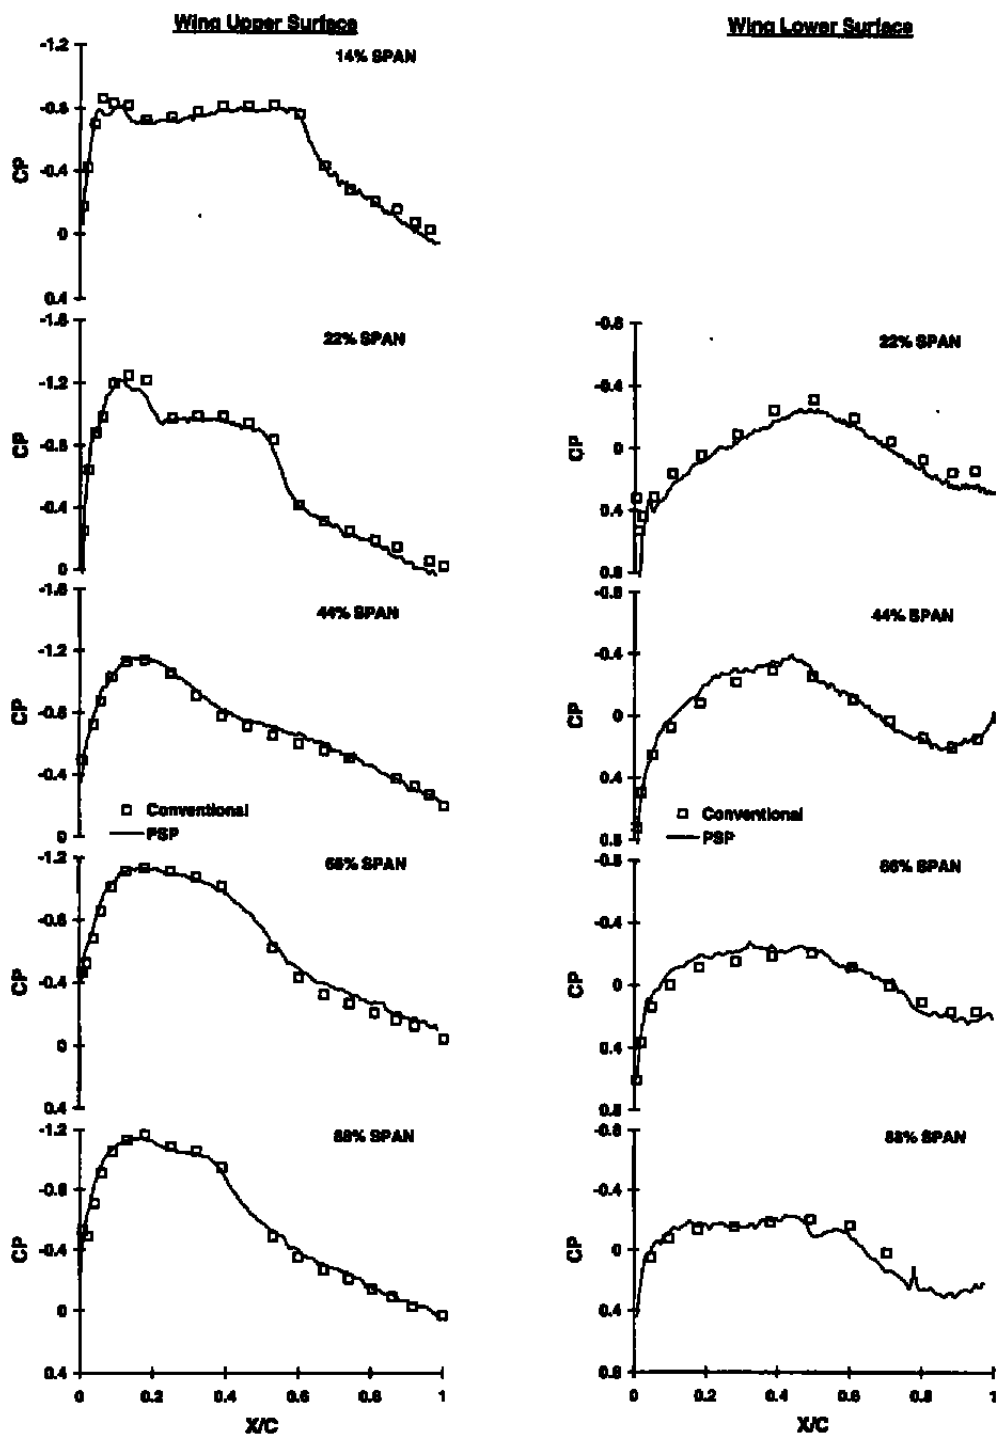 Wing Upper Surface
14% SPAN
-1.2
-0.8
-0.4
0
0.4
CP
22% SPAN
-1.6
-1.2
-0.8
-0.4
0
CP
44% SPAN
-1.6
-1.2
-0.8
-0.4
0
CP
Conventional
PSP
SPAN
-1.2
-0.8
-0.4
0
0.4
CP
88% SPAN
-1.2
-0.8
-0.4
0
0.4
CP
0 0.2 0.4 0.6 0.8 1
X/C
Wing Lower Surface
22% SPAN
-0.8
-0.4
0
0.4
0.8
CP
44% SPAN
-0.8
-0.4
0
0.4
0.8
CP
Conventional
PSP
SPAN
-0.8
-0.4
0
0.4
0.8
CP
88% SPAN
-0.8
-0.4
0
0.4
0.8
CP
0 0.2 0.4 0.6 0.8 1
X/C